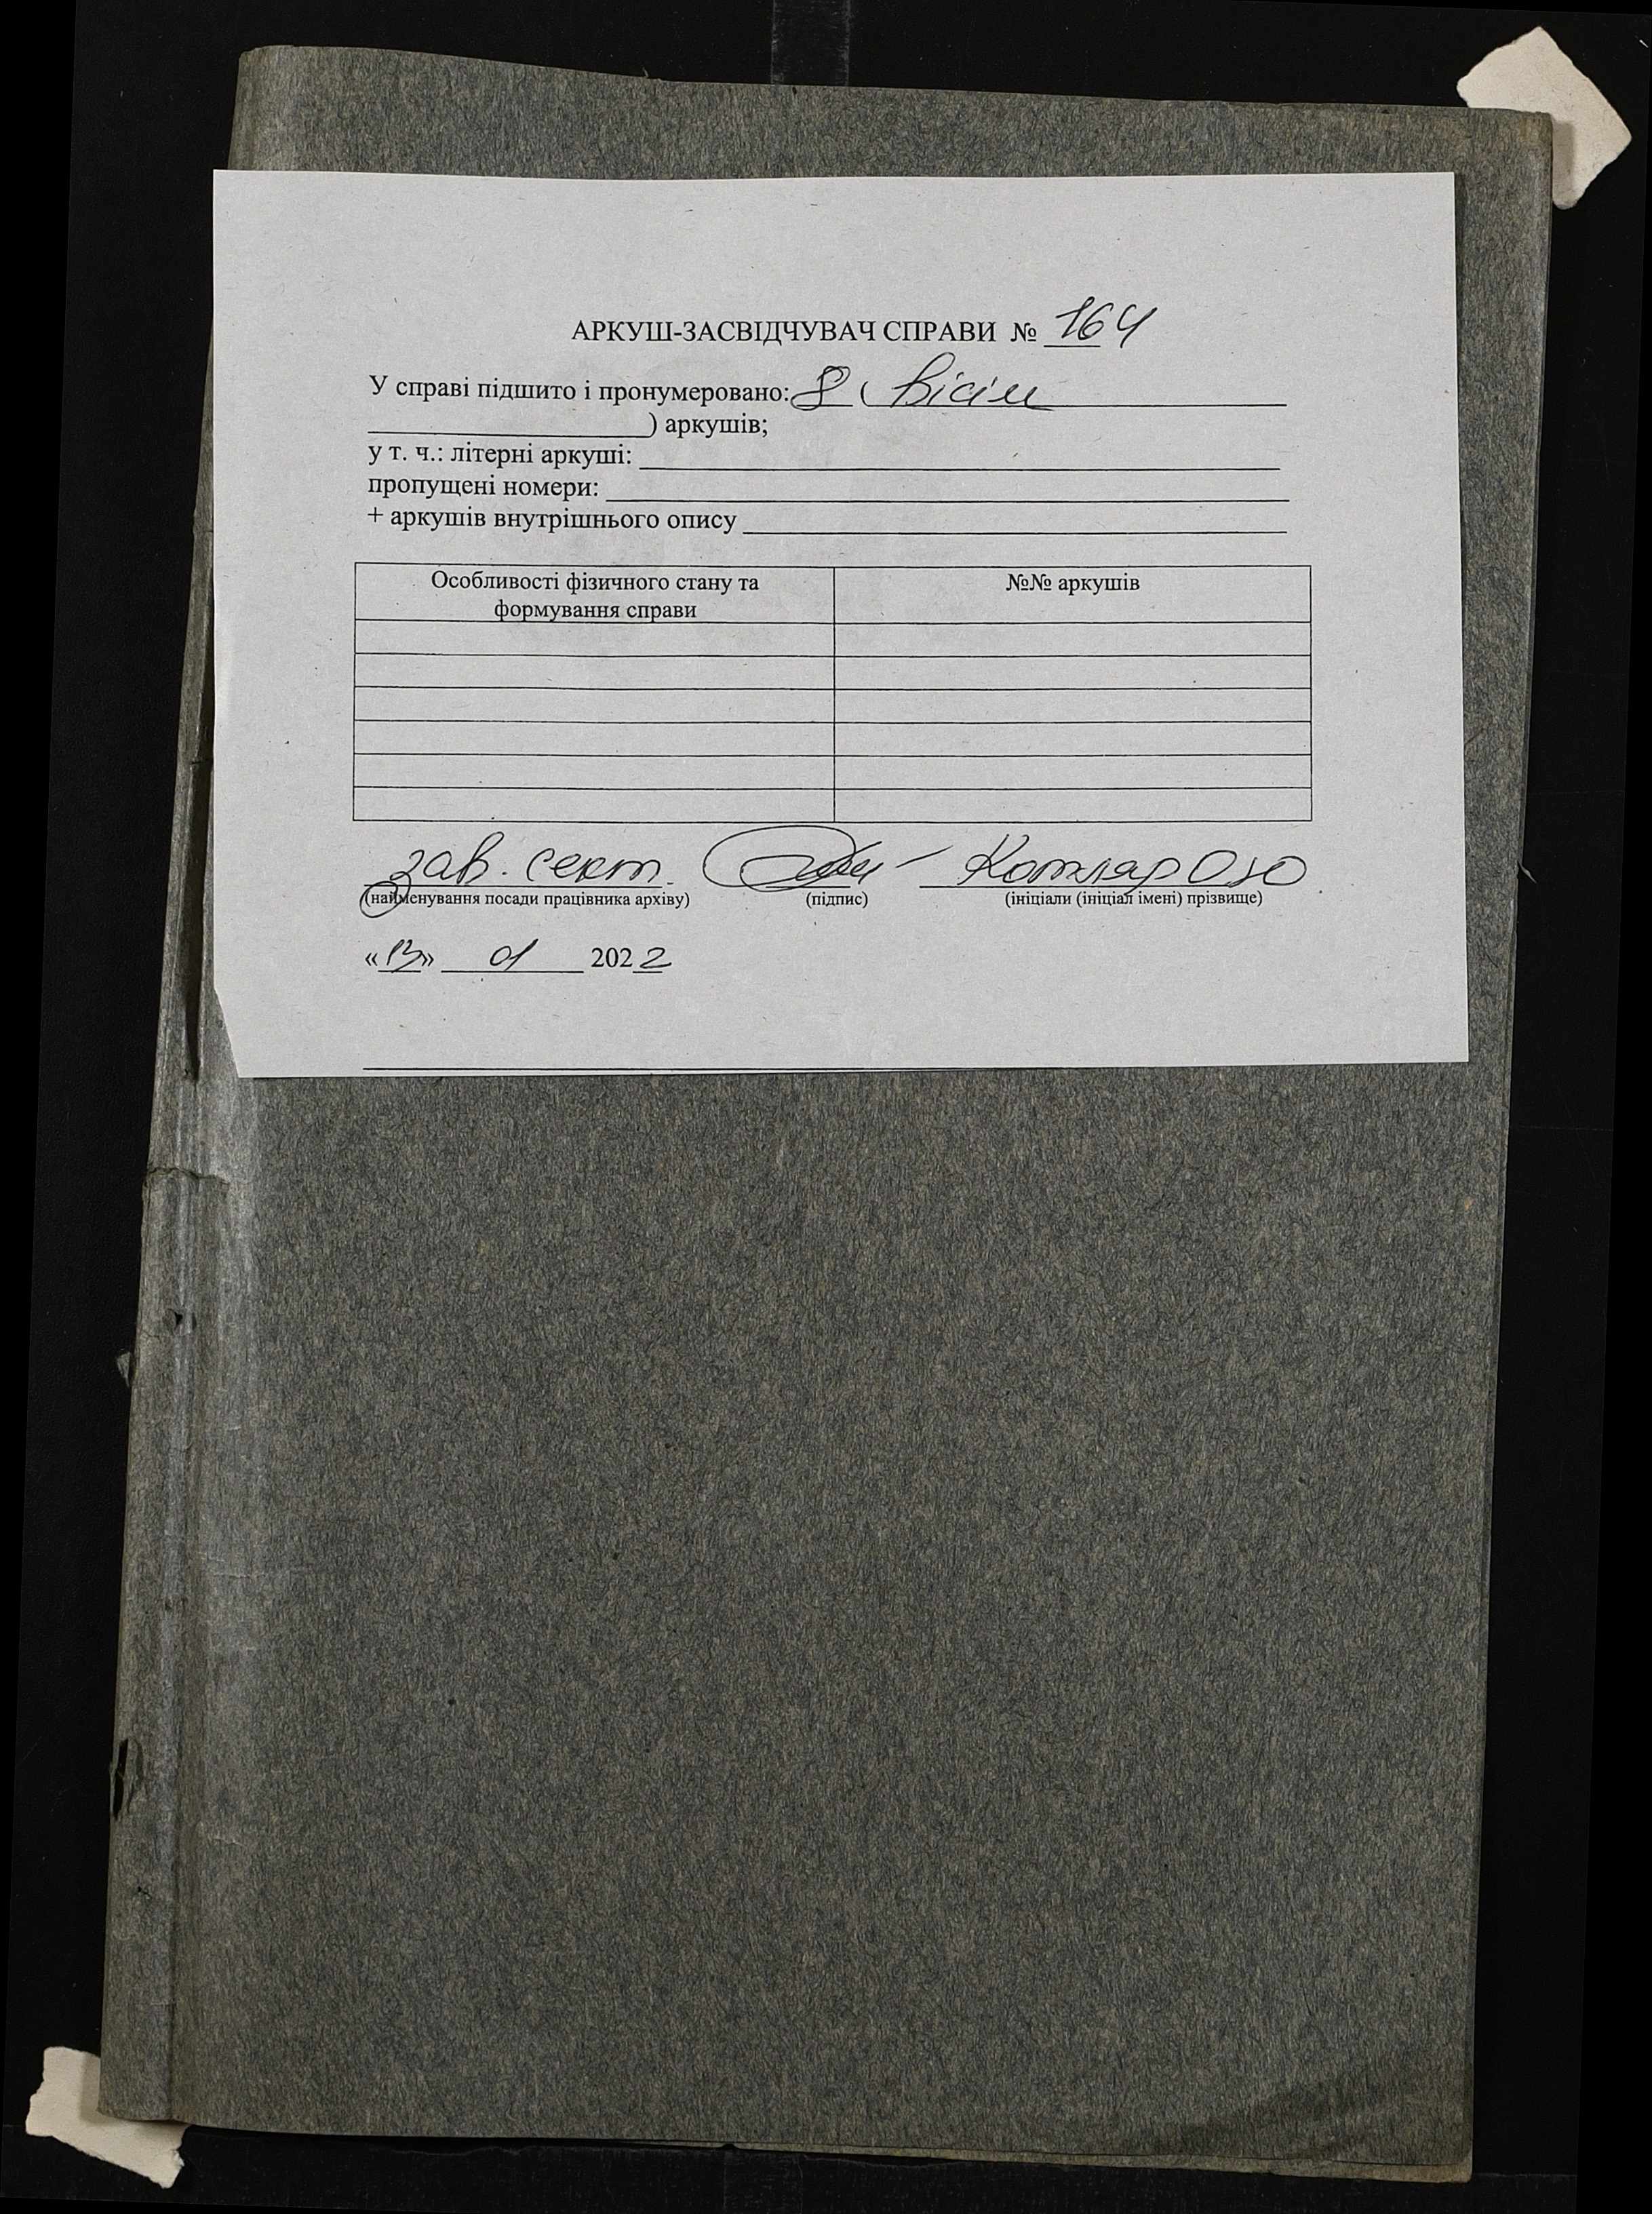 АРКУШ-ЗАСВІДЧУВАЧ СПРАВИ № 164
У справі підшито і пронумеровано: 8 ( вісім
) аркушів;
у т. ч.: літерні аркуші:
пропущені номери:
+ аркушів внутрішнього опису
Особливості фізичного стану та формування справи
№№ аркушів
зав. сект. Котляр О Ю
(найменування посади працівника архіву) (підпис) (ініціали (ініціал імені) прізвище)
«13» 01 2022